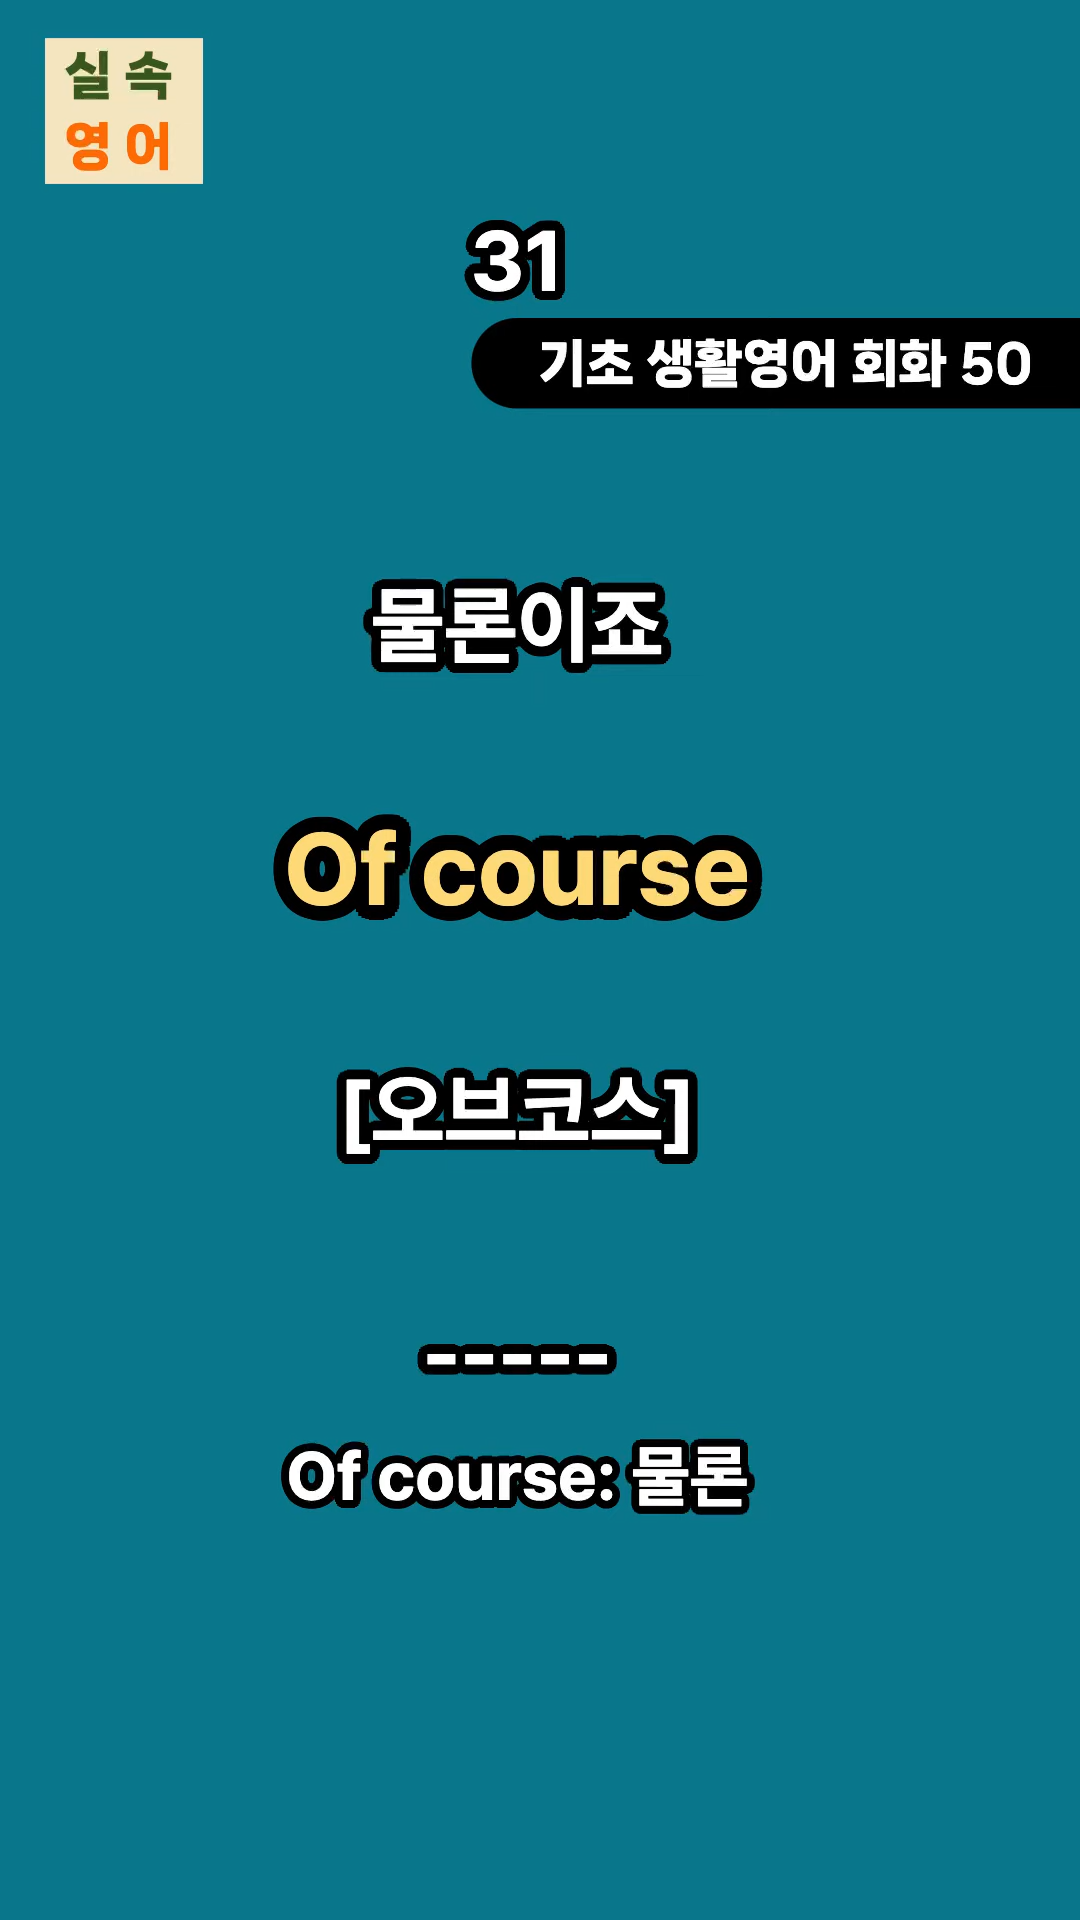 실속
영어
31
기초 생활영어 회화 50
물론이죠
Of course
[오브코스]
-----
Of course: 물론